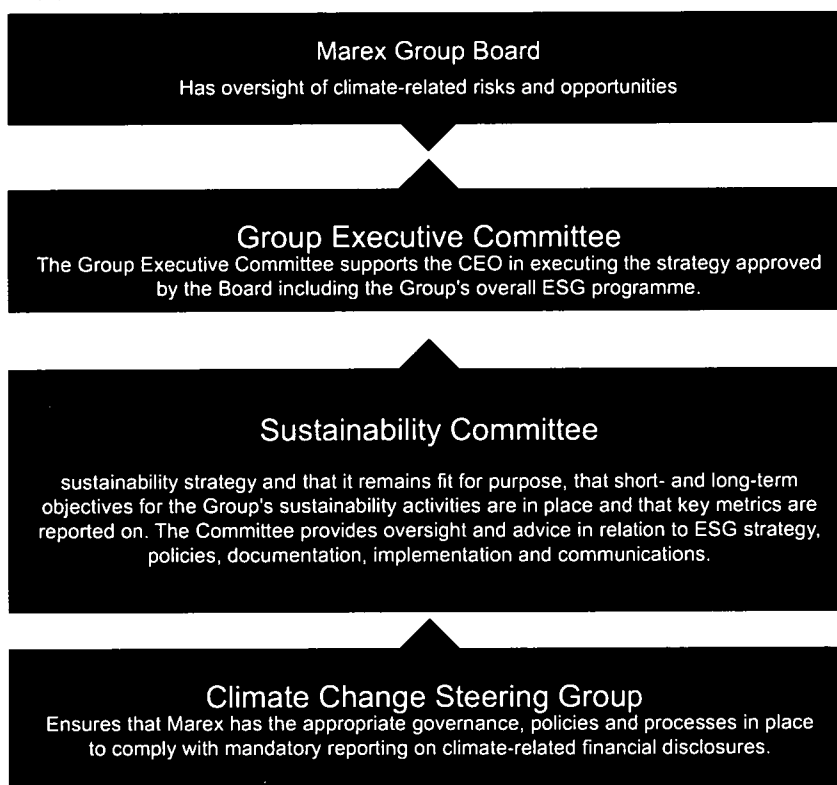 Marex Group Board
Has oversight of climate-related risks and opportunities
Group Executive Committee
The Group Executive Committee supports the CEO in executing the strategy approved
by the Board including the Group's overall ESG programme.
Sustainability Committee
sustainability strategy and that it remains fit for purpose, that short- and long-term
objectives for the Group's sustainability activities are in place and that key metrics are
reported on. The Committee provides oversight and advice in relation to ESG strategy,
policies, documentation, implementation and communications.
Climate Change Steering Group
Ensures that Marex has the appropriate governance, policies and processes in place
to comply with mandatory reporting on climate-related financial disclosures.